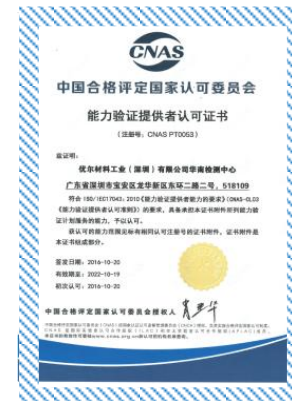 CNAS
中国合格评定国家认可委员会
能力验证提供者认可证书
（注册号：CNAS PT0053）
兹证明：
优尔材料工业（深圳）有限公司华南检测中心
广东省深圳市宝安区龙华新区东环二路二号，518109
符合 ISO/IEC17043：2010《能力验证提供者能力的要求》（CNAS-CL03
《能力验证提供者认可准则》）的要求，具备承担本证书附件所列能力验
证计划服务的能力，予以认可。
获认可的能力范围见标有相同认可注册号的证书附件，证书附件是
本证书组成部分。
签发日期：2016-10-20
有效期至：2022-10-19
初次认可：2016-10-20
中国合格评定国家认可委员会授权人